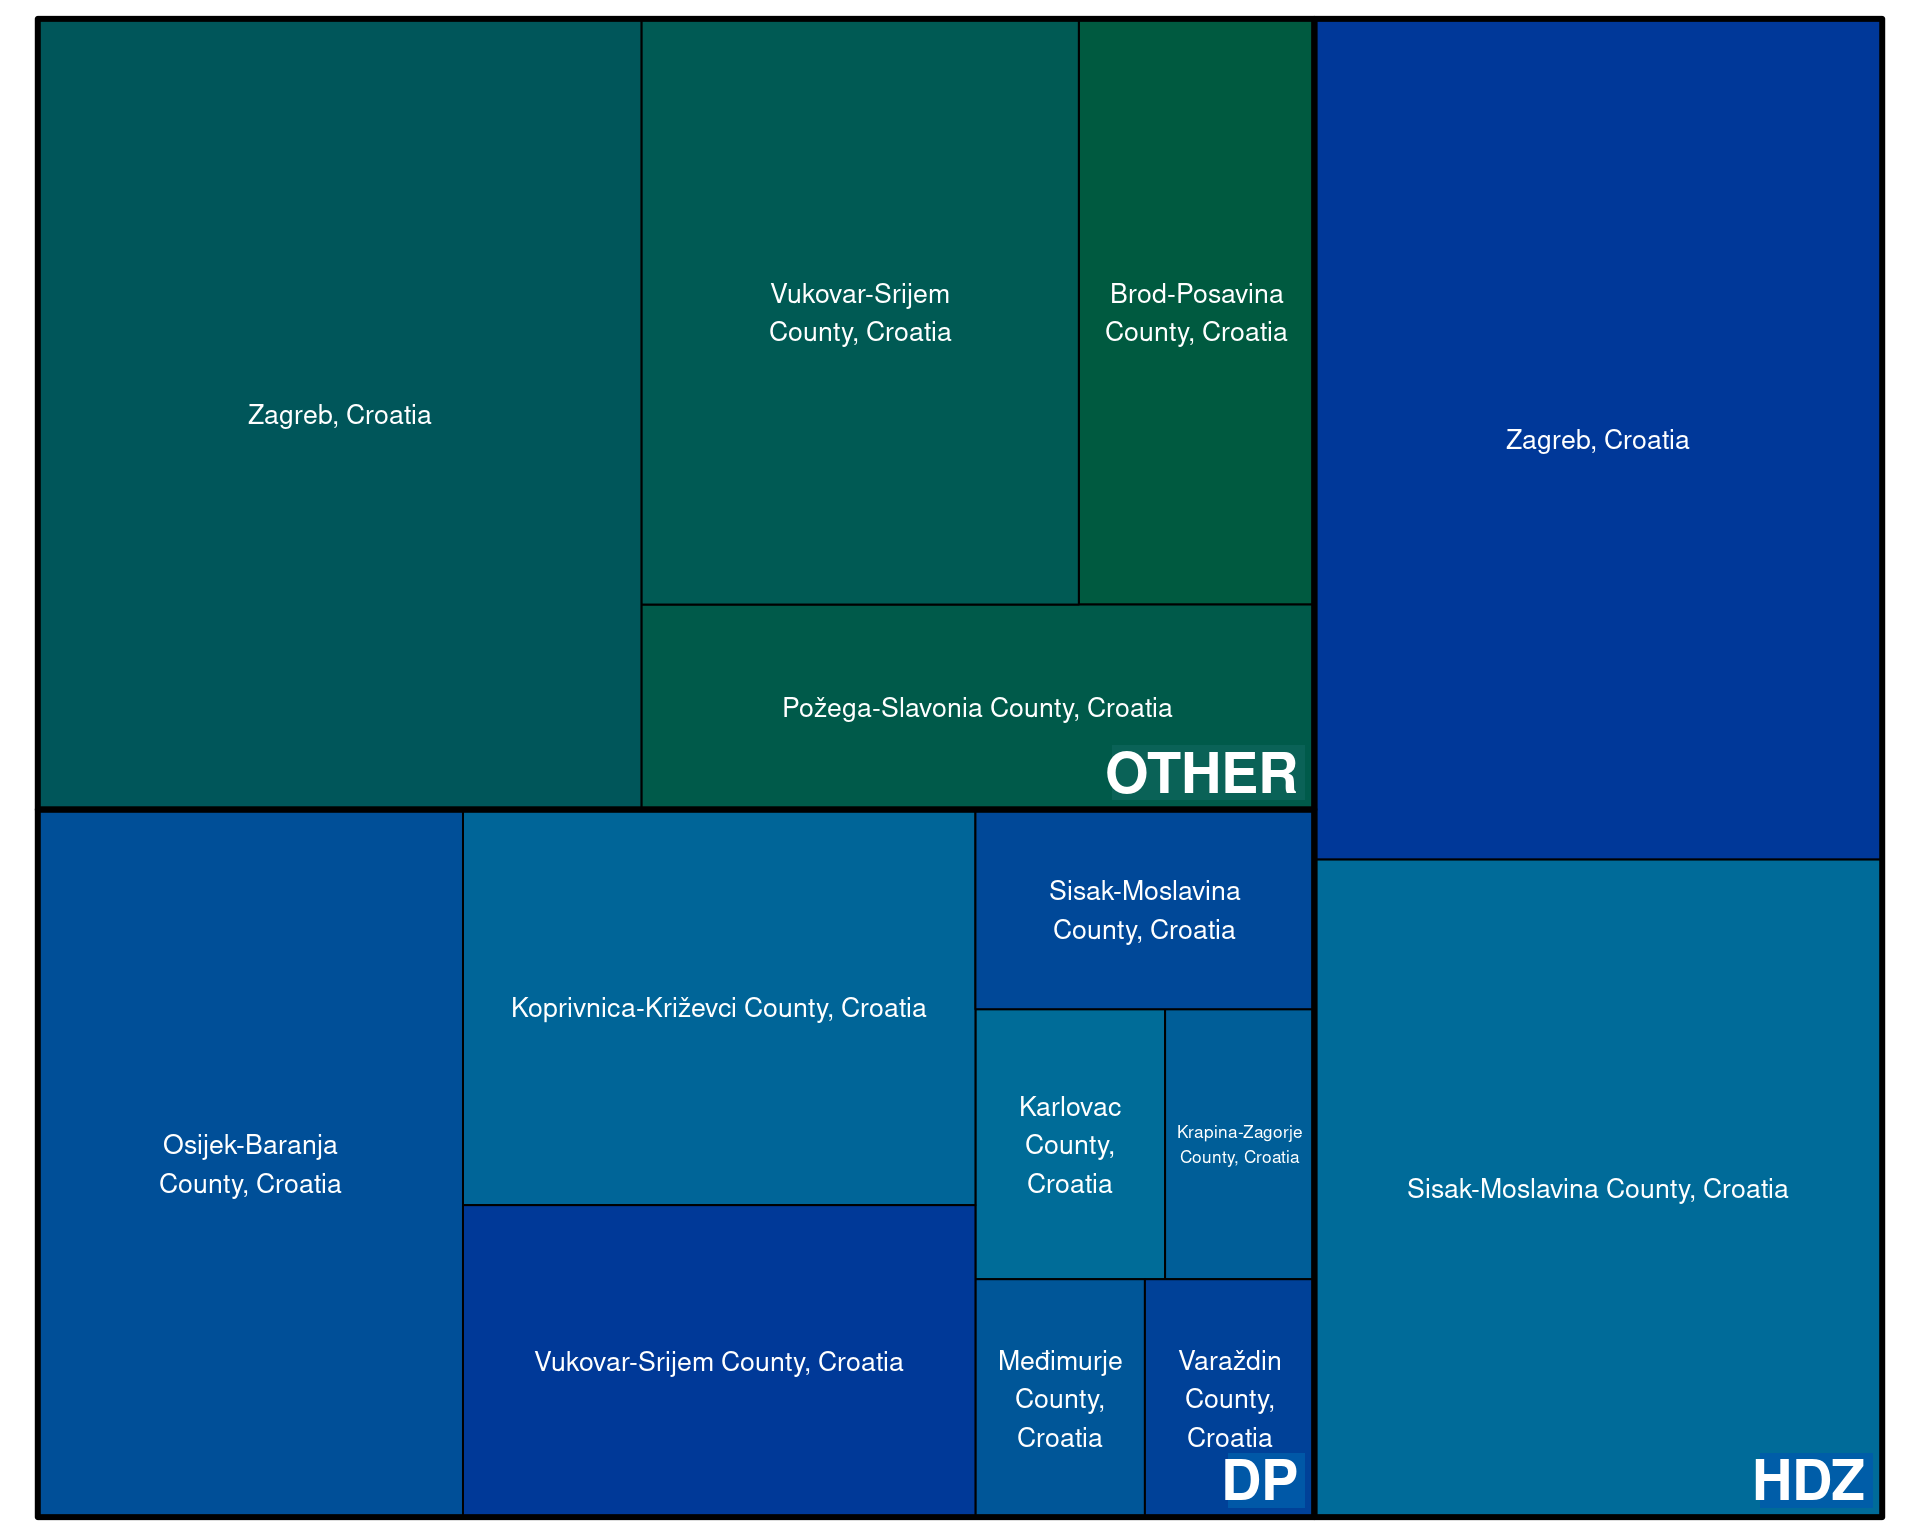 Zagreb, Croatia
Vukovar-Srijem
County, Croatia
Brod-Posavina
County, Croatia
Požega-Slavonia County, Croatia
OTHER
Osijek-Baranja
County, Croatia
Koprivnica-Križevci County, Croatia
Vukovar-Srijem County, Croatia
Sisak-Moslavina
County, Croatia
Karlovac
County,
Croatia
Krapina-Zagorje
County, Croatia
Međimurje
County,
Croatia
Varaždin
County,
Croatia
DP
Zagreb, Croatia
Sisak-Moslavina County, Croatia
HDZ